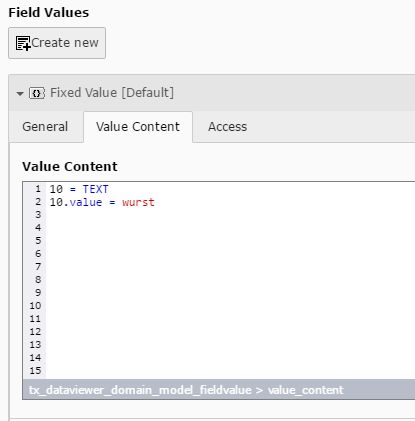 Field Values
Create new
Fixed Value [Default]
General Value Content Access
Value Content
1 10 = TEXT
2 10.value = wurst
3
4
5
6
7
8
9
10
11
12
13
14
15
tx_dataviewer_domain_model_fieldvalue > value_content